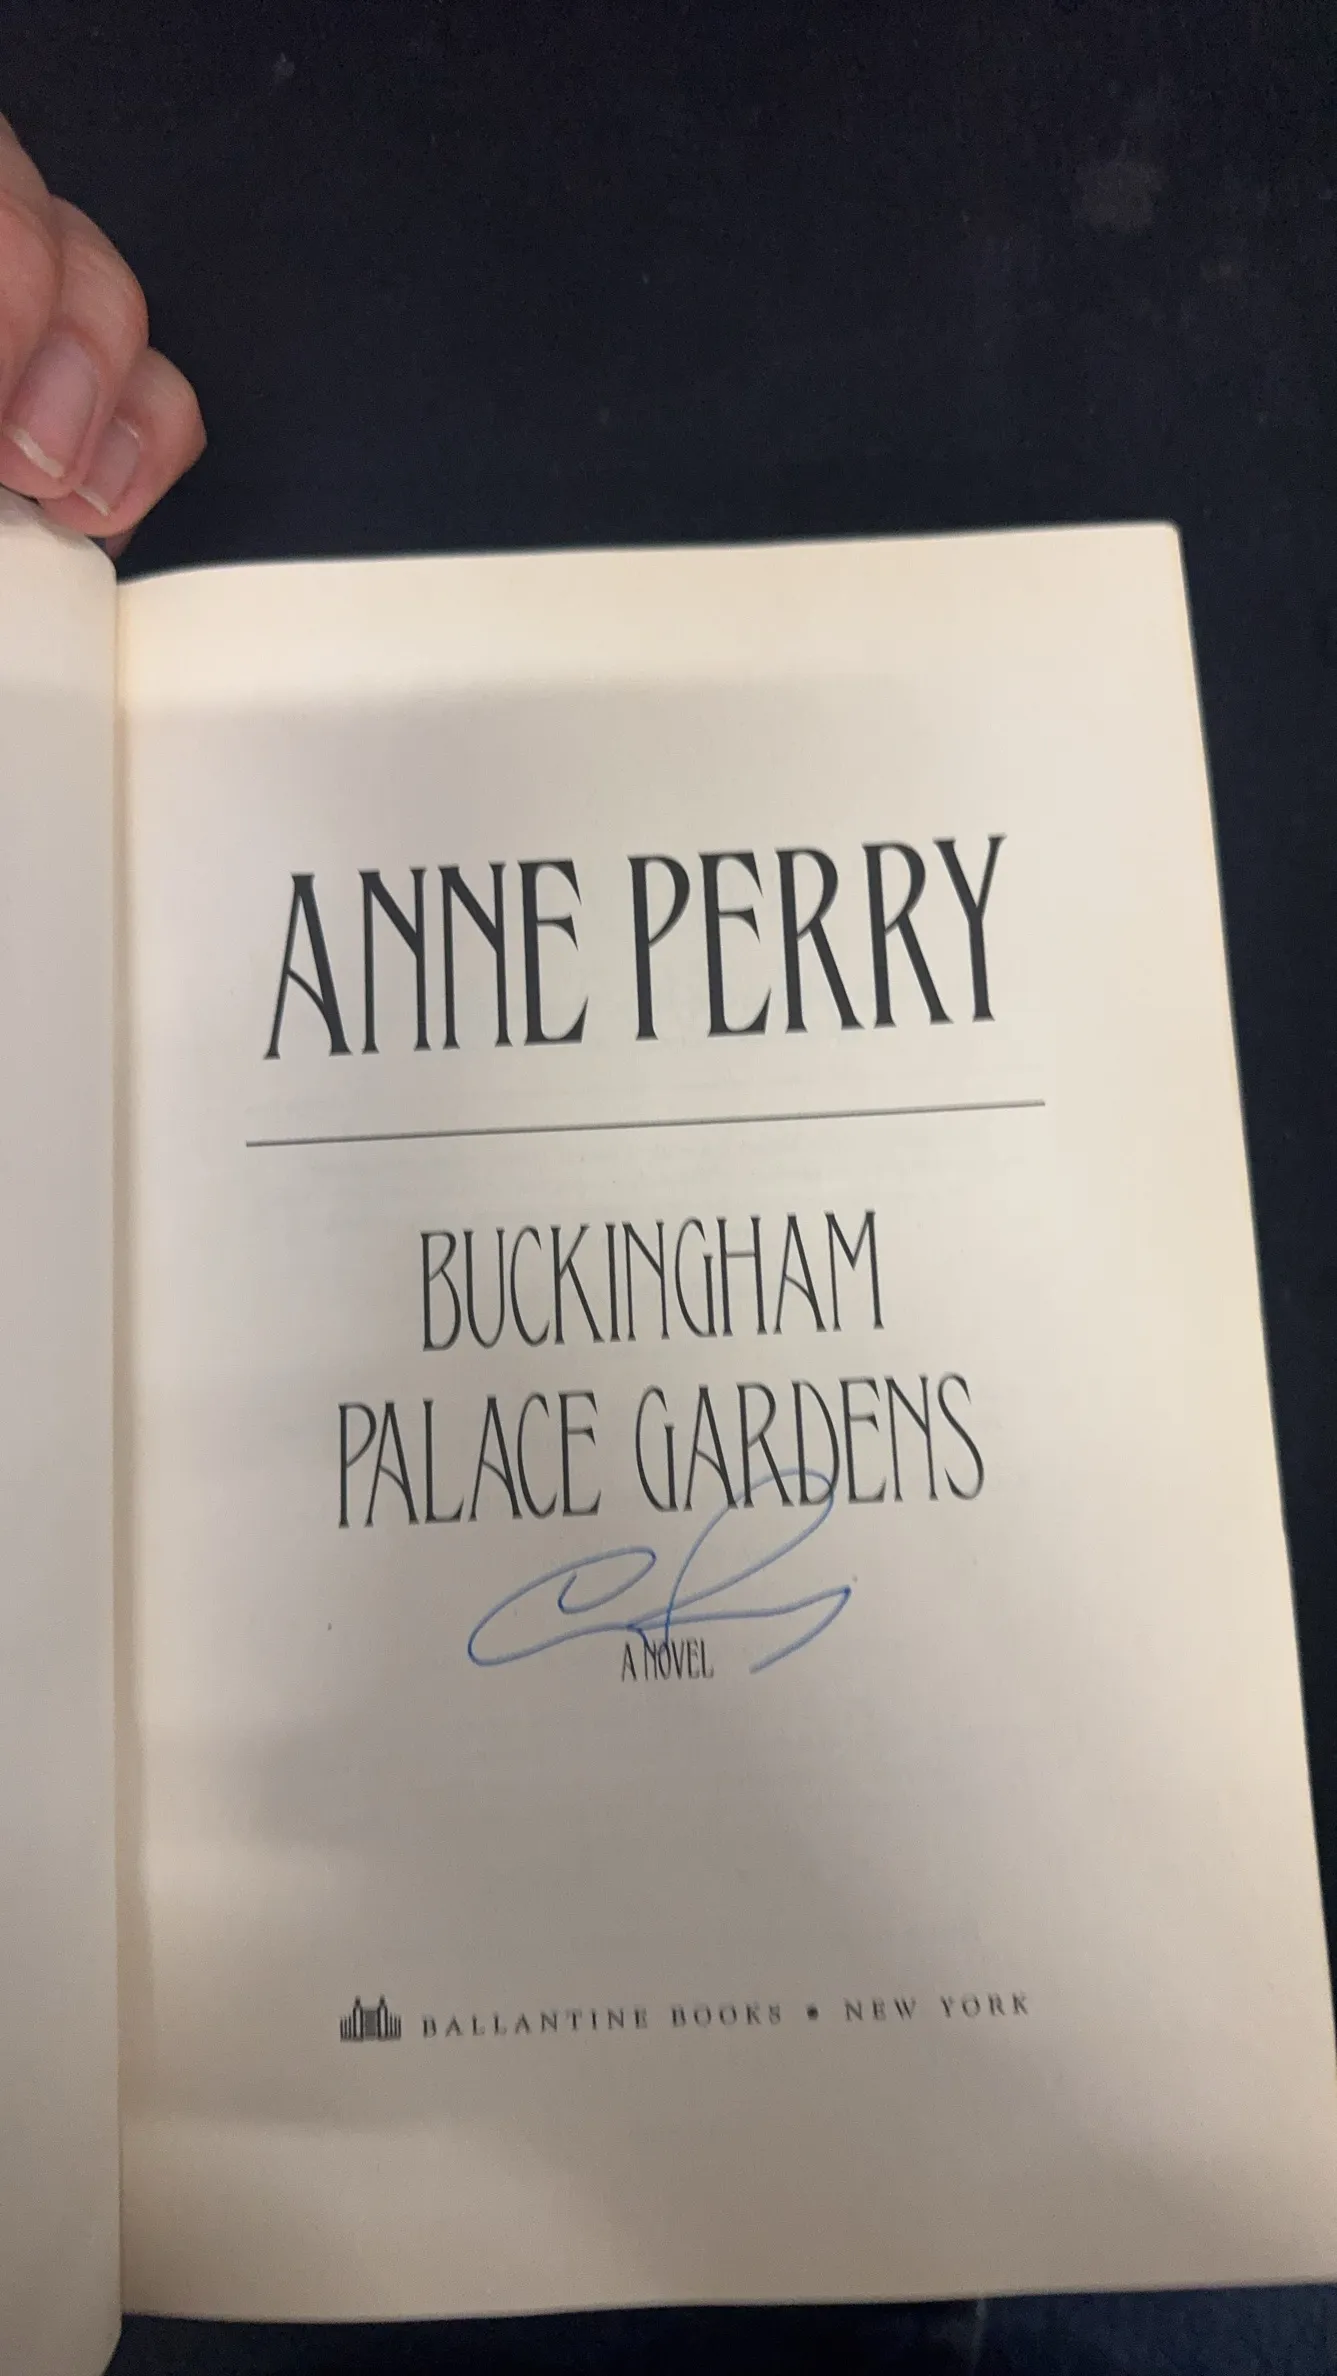 ANNE PERRY
BUCKINGHAM
PALACE GARDENS
A NOVEL
BALLANTINE BOOKS • NEW YORK